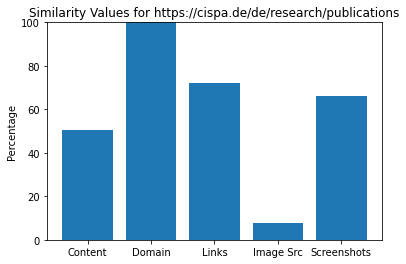 Similarity Values for https://cispa.de/de/research/publications
100
80
60
40
20
0
Percentage
Content Domain Links Image Src Screenshots